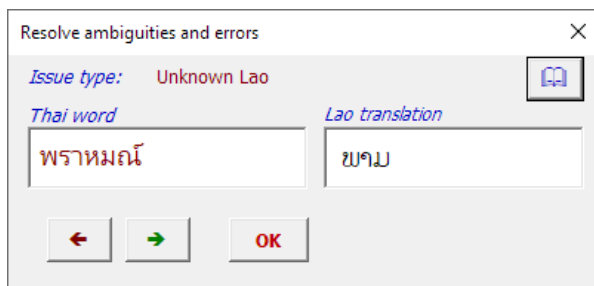 Resolve ambiguities and errors
Issue type: Unknown Lao
Thai word Lao translation
พราหมณ์ ພາມ
OK